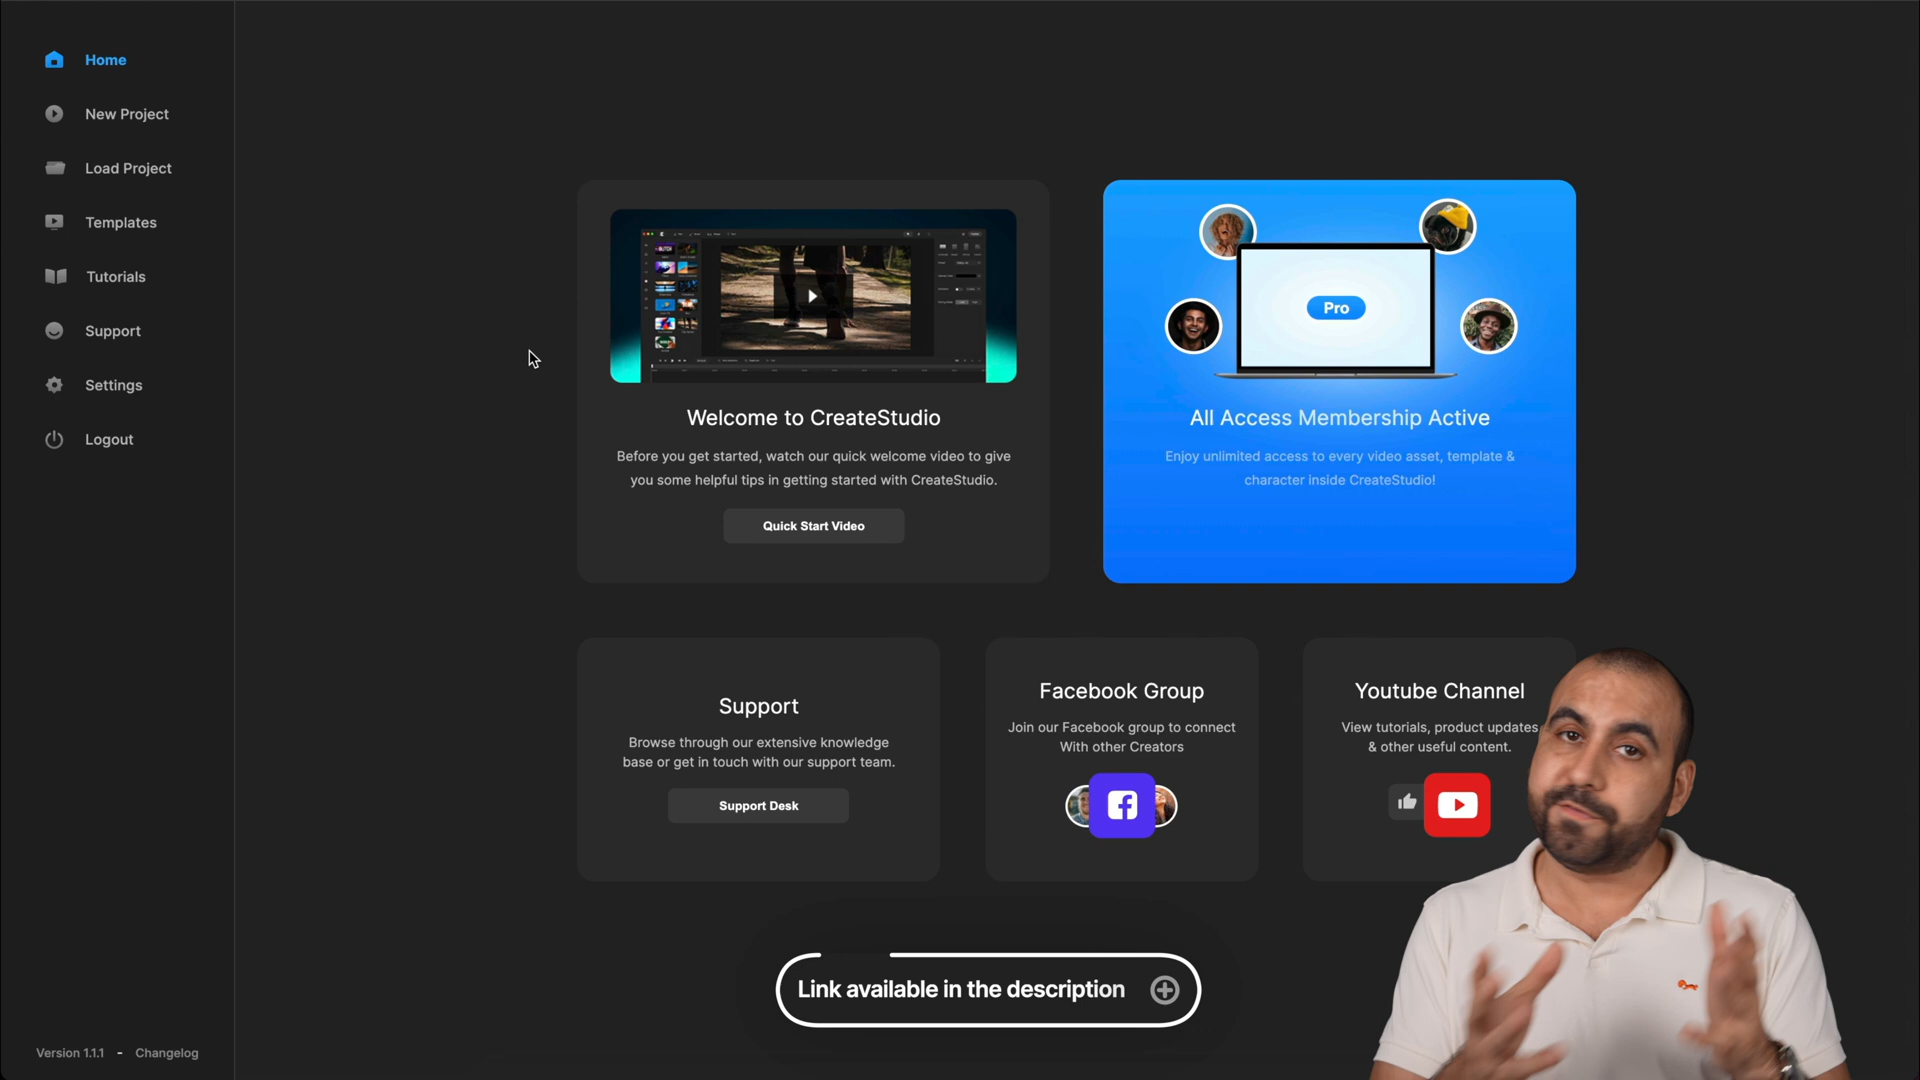 Home
New Project
Load Project
Templates
Tutorials
Support
Settings
Logout
Welcome to CreateStudio
Before you get started, watch our quick welcome video to give
you some helpful tips in getting started with CreateStudio.
Quick Start Video
Pro
All Access Membership Active
Enjoy unlimited access to every video asset, template &
character inside CreateStudio!
Support
Browse through our extensive knowledge
base or get in touch with our support team.
Support Desk
Facebook Group
Join our Facebook group to connect
With other Creators
Youtube Channel
View tutorials, product updates
& other useful content.
Link available in the description
Version 1.1.1 - Changelog